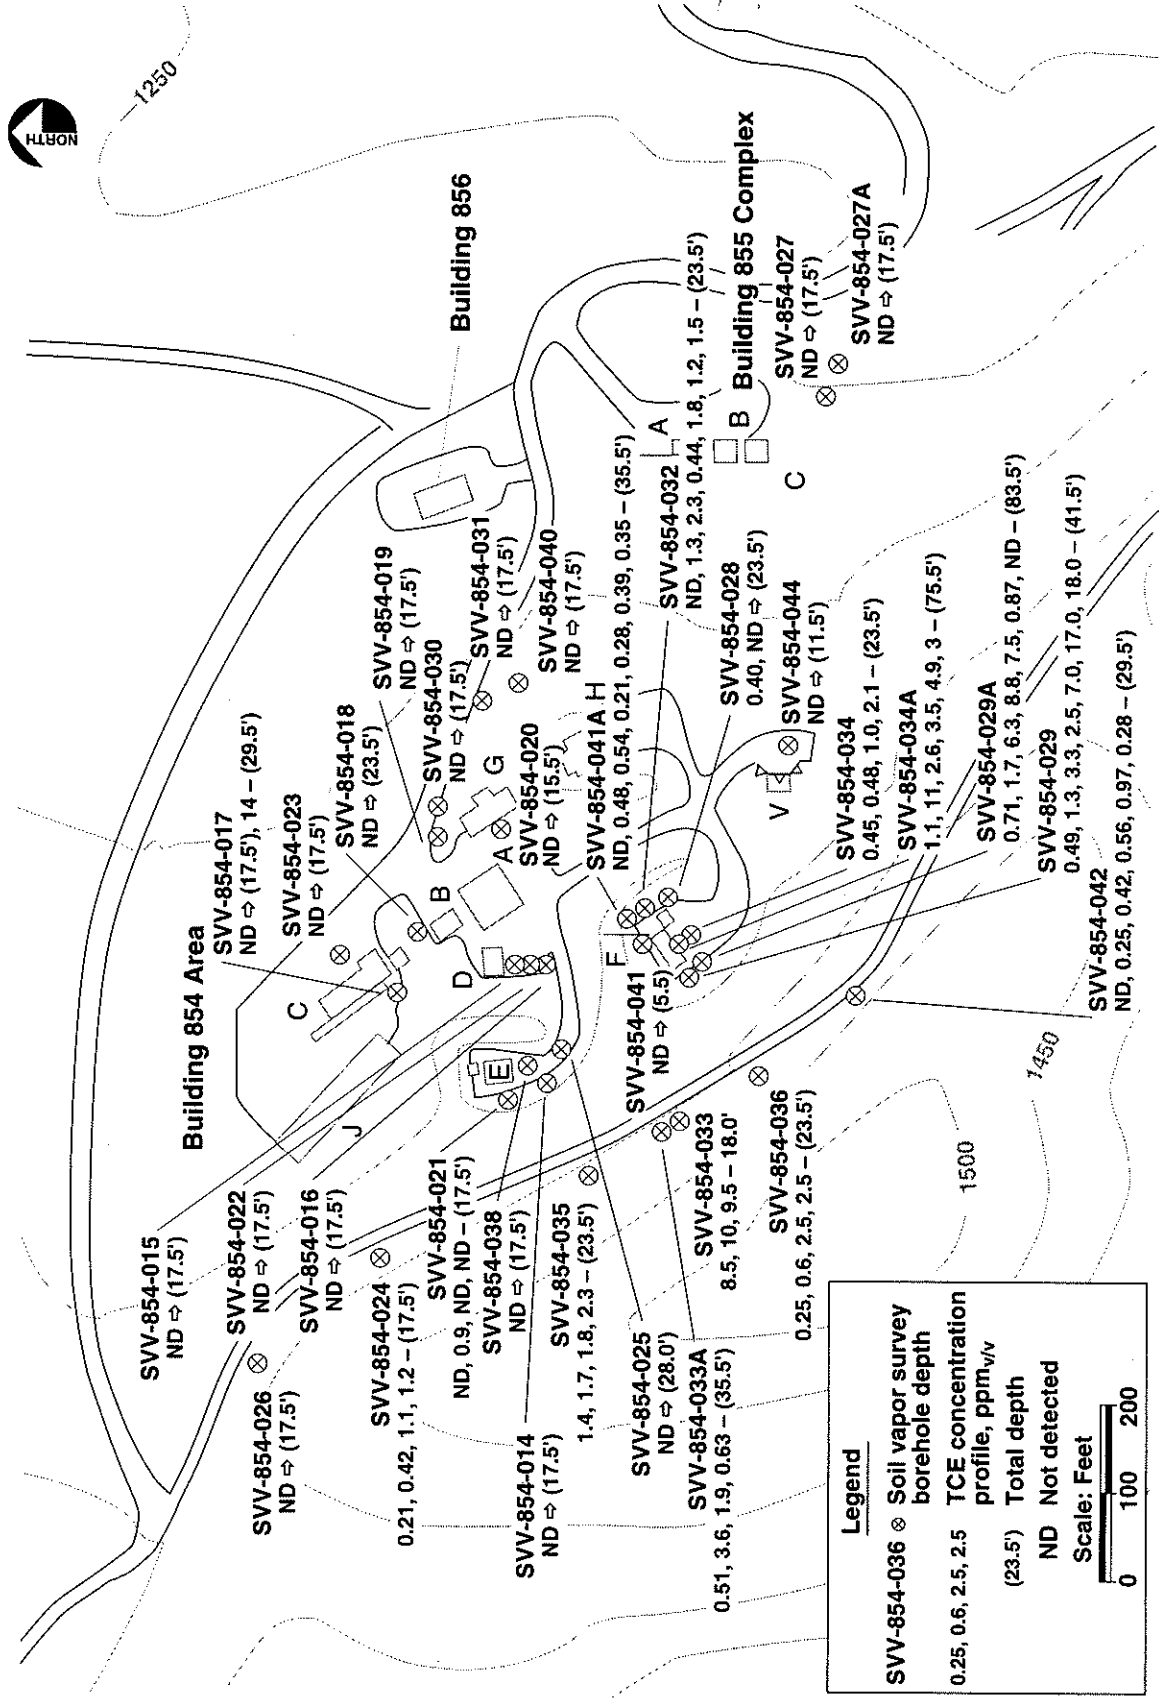 NORTH
1250
Building 856
Building 854 Area
SVV-854-017
ND ⇨ (17.5'), 14 – (29.5')
SVV-854-023
ND ⇨ (17.5')
SVV-854-018
ND ⇨ (23.5')
SVV-854-019
ND ⇨ (17.5')
SVV-854-030
ND ⇨ (17.5')
SVV-854-031
ND ⇨ (17.5')
SVV-854-040
ND ⇨ (17.5')
SVV-854-015
ND ⇨ (17.5')
SVV-854-022
ND ⇨ (17.5')
SVV-854-016
ND ⇨ (17.5')
SVV-854-026
ND ⇨ (17.5')
SVV-854-024
0.21, 0.42, 1.1, 1.2 – (17.5')
SVV-854-021
ND, 0.9, ND, ND – (17.5')
SVV-854-038
ND ⇨ (17.5')
SVV-854-014
ND ⇨ (17.5')
SVV-854-035
1.4, 1.7, 1.8, 2.3 – (23.5')
SVV-854-025
ND ⇨ (28.0')
SVV-854-033A
0.51, 3.6, 1.9, 0.63 – (35.5')
SVV-854-033
8.5, 10, 9.5 – 18.0'
SVV-854-036
0.25, 0.6, 2.5, 2.5 – (23.5')
SVV-854-041
ND ⇨ (5.5)
SVV-854-020
ND ⇨ (15.5')
SVV-854-041A
ND, 0.48, 0.54, 0.21, 0.28, 0.39, 0.35 – (35.5')
SVV-854-032
ND, 1.3, 2.3, 0.44, 1.8, 1.2, 1.5 – (23.5')
SVV-854-028
0.40, ND ⇨ (23.5')
SVV-854-044
ND ⇨ (11.5')
SVV-854-034
0.45, 0.48, 1.0, 2.1 – (23.5')
SVV-854-034A
1.1, 11, 2.6, 3.5, 4.9, 3 – (75.5')
SVV-854-029A
0.71, 1.7, 6.3, 8.8, 7.5, 0.87, ND – (83.5')
SVV-854-029
0.49, 1.3, 3.3, 2.5, 7.0, 17.0, 18.0 – (41.5')
SVV-854-042
ND, 0.25, 0.42, 0.56, 0.97, 0.28 – (29.5')
Building 855 Complex
SVV-854-027
ND ⇨ (17.5')
SVV-854-027A
ND ⇨ (17.5')
C
J
B
D
E
A
G
H
F
V
A
B
C
1450
1500
Legend
SVV-854-036 ⊗ Soil vapor survey
borehole depth
0.25, 0.6, 2.5, 2.5 TCE concentration
profile, ppmv/v
(23.5') Total depth
ND Not detected
Scale: Feet
0 100 200